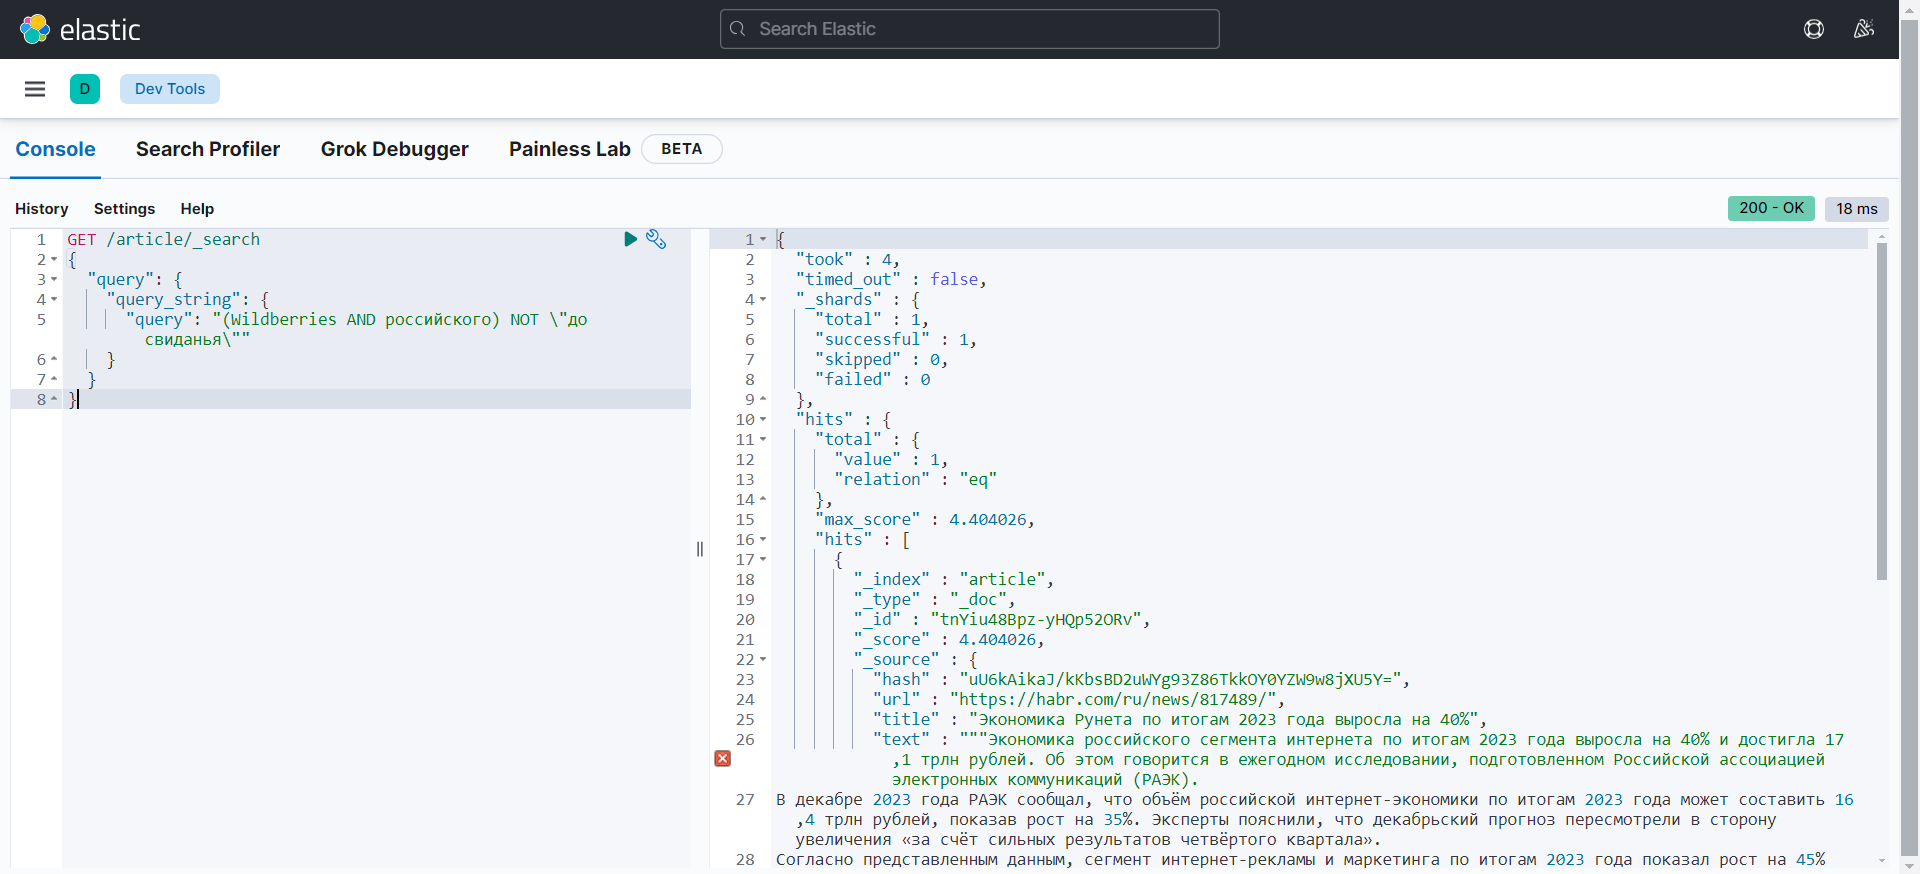 elastic
Search Elastic
D
Dev Tools
Console
Search Profiler
Grok Debugger
Painless Lab
BETA
History
Settings
Help
200 - OK
18 ms
1 GET /article/_search
2 {
3 "query": {
4 "query_string": {
5 "query": "(Wildberries AND российского) NOT \"до
свиданья\""
6 }
7 }
8 }
1 {
2 "took" : 4,
3 "timed_out" : false,
4 "_shards" : {
5 "total" : 1,
6 "successful" : 1,
7 "skipped" : 0,
8 "failed" : 0
9 },
10 "hits" : {
11 "total" : {
12 "value" : 1,
13 "relation" : "eq"
14 },
15 "max_score" : 4.404026,
16 "hits" : [
17 {
18 "_index" : "article",
19 "_type" : "_doc",
20 "_id" : "tnYiu48Bpz-yHQp52ORv",
21 "_score" : 4.404026,
22 "_source" : {
23 "hash" : "uU6kAikaJ/kKbsBD2uWYg93Z86TkkOY0YZW9w8jXU5Y=",
24 "url" : "https://habr.com/ru/news/817489/",
25 "title" : "Экономика Рунета по итогам 2023 года выросла на 40%",
26 "text" : """Экономика российского сегмента интернета по итогам 2023 года выросла на 40% и достигла 17
,1 трлн рублей. Об этом говорится в ежегодном исследовании, подготовленном Российской ассоциацией
электронных коммуникаций (РАЭК).
27 В декабре 2023 года РАЭК сообщал, что объём российской интернет-экономики по итогам 2023 года может составить 16
,4 трлн рублей, показав рост на 35%. Эксперты пояснили, что декабрьский прогноз пересмотрели в сторону
увеличения «за счёт сильных результатов четвёртого квартала».
28 Согласно представленным данным, сегмент интернет-рекламы и маркетинга по итогам 2023 года показал рост на 45%